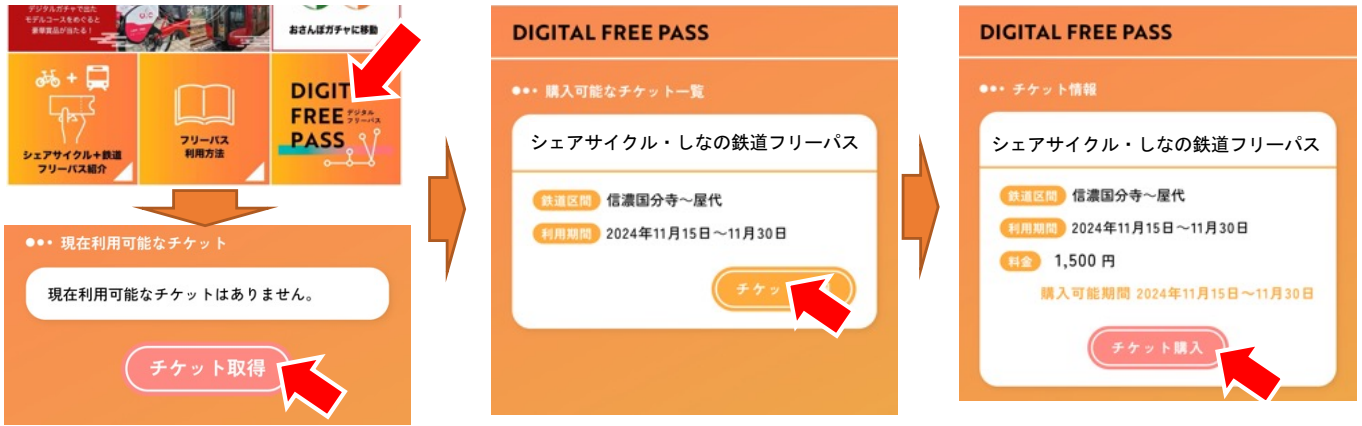 デジタルガチャで出た
モデルコースをめぐると
豪華賞品が当たる!
おさんぽガチャに移動
シェアサイクル+鉄道
フリーパス紹介
フリーパス
利用方法
DIGIT
FREE デジタル
フリーパス
PASS
●●• 現在利用可能なチケット
現在利用可能なチケットはありません。
チケット取得
DIGITAL FREE PASS
●●• 購入可能なチケット一覧
シェアサイクル・しなの鉄道フリーパス
鉄道区間 信濃国分寺〜屋代
利用期間 2024年11月15日〜11月30日
チケッ
DIGITAL FREE PASS
●●• チケット情報
シェアサイクル・しなの鉄道フリーパス
鉄道区間 信濃国分寺〜屋代
利用期間 2024年11月15日〜11月30日
料金 1,500 円
購入可能期間 2024年11月15日〜11月30日
チケット購入